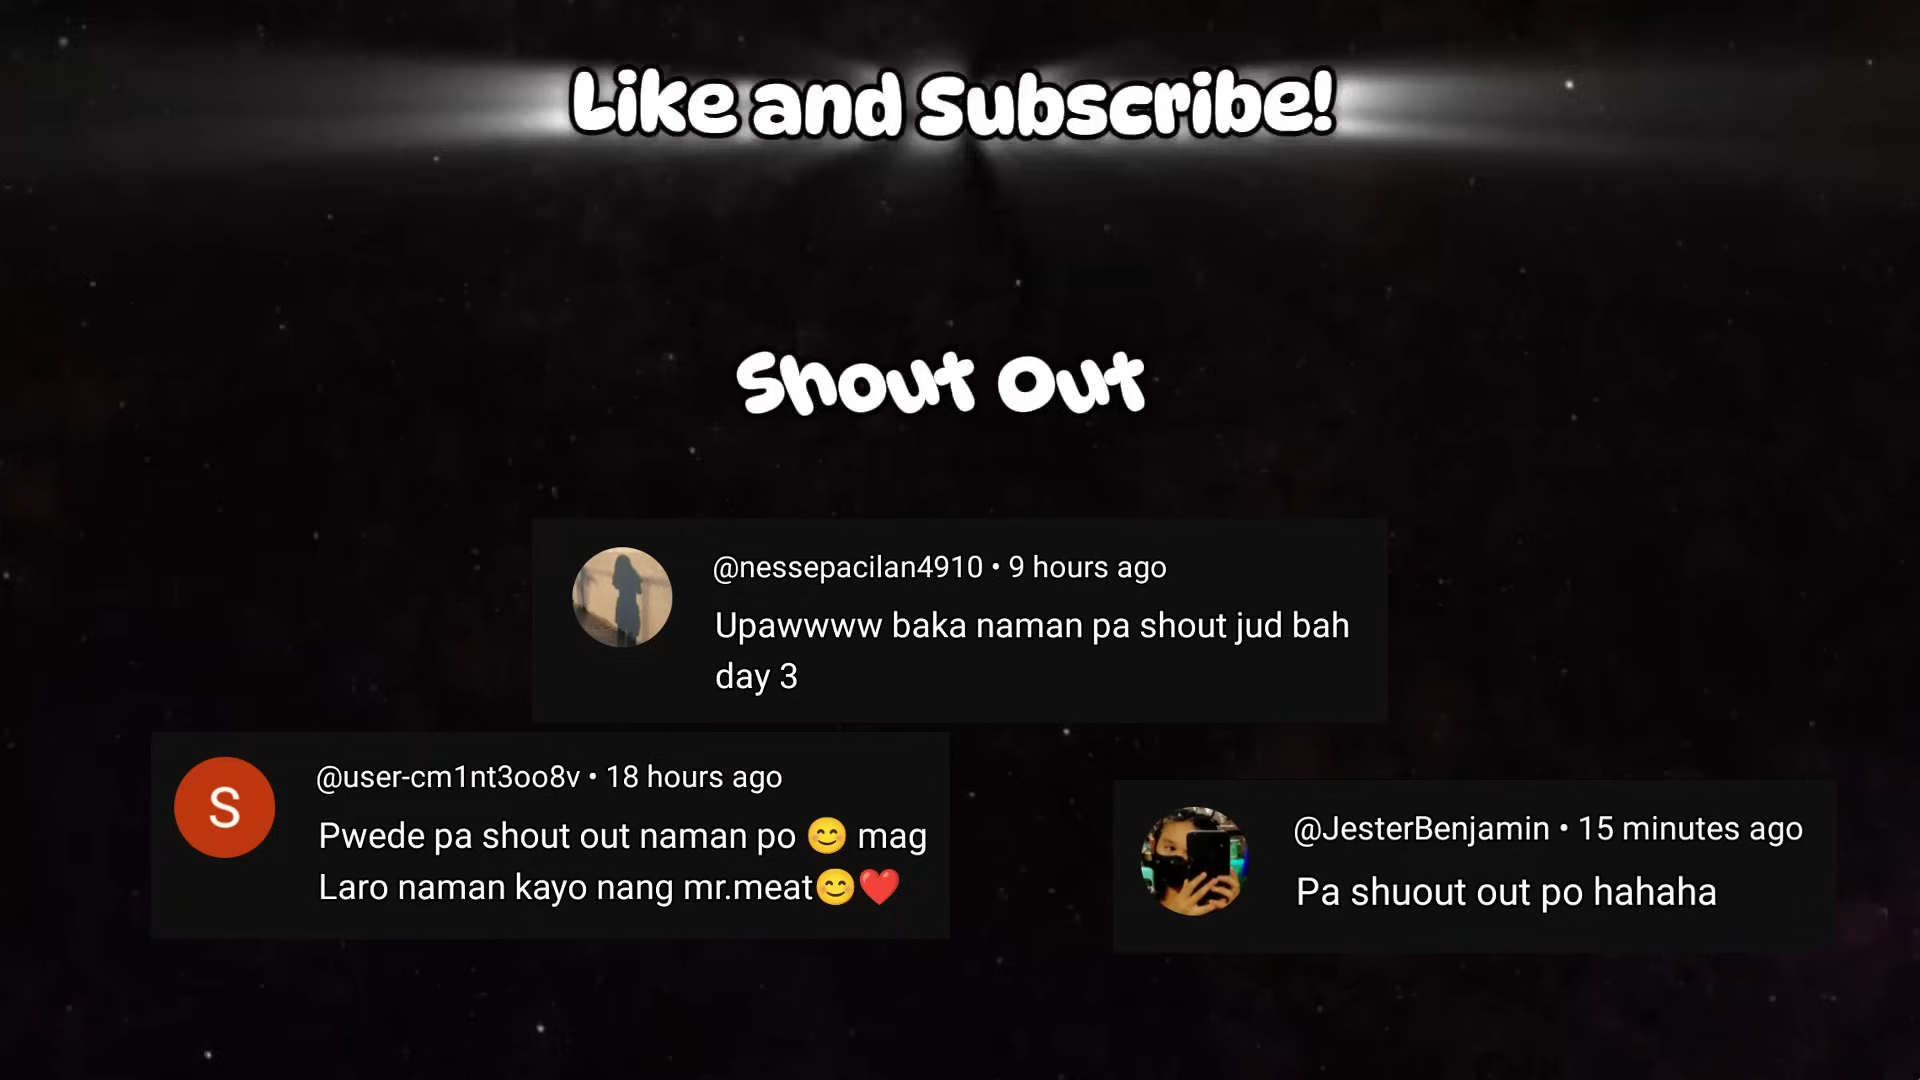 Like and Subscribe!
Shout Out
@nessepacilan4910 • 9 hours ago
Upawwww baka naman pa shout jud bah
day 3
S
@user-cm1nt3oo8v • 18 hours ago
Pwede pa shout out naman po 😊 mag
Laro naman kayo nang mr.meat😊❤️
@JesterBenjamin • 15 minutes ago
Pa shuout out po hahaha